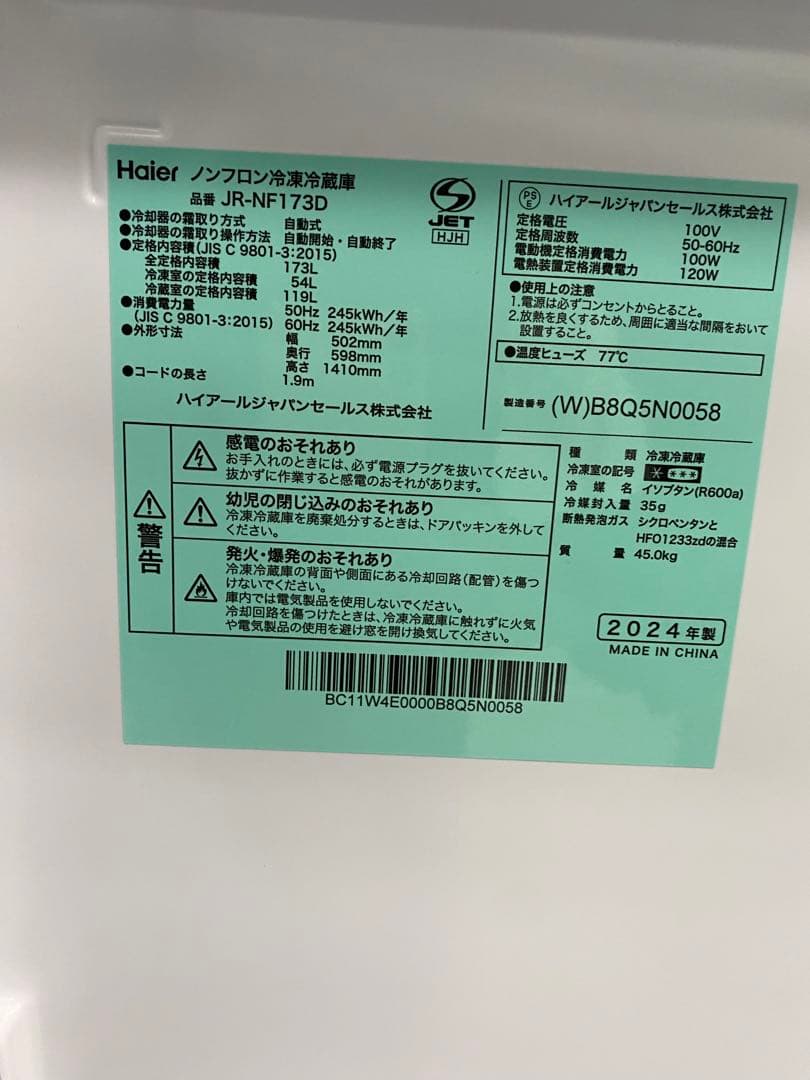 Haier ノンフロン冷凍冷蔵庫
品番 JR-NF173D
●冷却器の霜取り方式 自動式
●冷却器の霜取り操作方法 自動開始・自動終了
●定格内容積(JIS C 9801-3:2015)
全定格内容積 173L
冷凍室の定格内容積 54L
冷蔵室の定格内容積 119L
●消費電力量 50Hz 245kWh/年
(JIS C 9801-3:2015) 60Hz 245kWh/年
●外形寸法 幅 502mm
奥行 598mm
高さ 1410mm
●コードの長さ 1.9m
ハイアールジャパンセールス株式会社
JET
HJH
PSE ハイアールジャパンセールス株式会社
定格電圧 100V
定格周波数 50-60Hz
電動機定格消費電力 100W
電熱装置定格消費電力 120W
●使用上の注意
1.電源は必ずコンセントからとること。
2.放熱を良くするため、周囲に適当な間隔をおいて
設置すること。
●温度ヒューズ 77℃
製造番号 (W)B8Q5N0058
警告
感電のおそれあり
お手入れのときには、必ず電源プラグを抜いてください。
抜かずに作業すると感電のおそれがあります。
幼児の閉じ込みのおそれあり
冷凍冷蔵庫を廃棄処分するときは、ドアパッキンを外して
ください。
発火・爆発のおそれあり
冷凍冷蔵庫の背面や側面にある冷却回路(配管)を傷つ
けないでください。
庫内では電気製品を使用しないでください。
冷却回路を傷つけたときは、冷凍冷蔵庫に触れずに火気
や電気製品の使用を避け窓を開け換気してください。
種類 冷凍冷蔵庫
冷凍室の記号 * ***
冷媒名 イソブタン(R600a)
冷媒封入量 35g
断熱発泡ガス シクロペンタンと
HFO1233zdの混合
質量 45.0kg
2024年製
MADE IN CHINA
BC11W4E0000B8Q5N0058